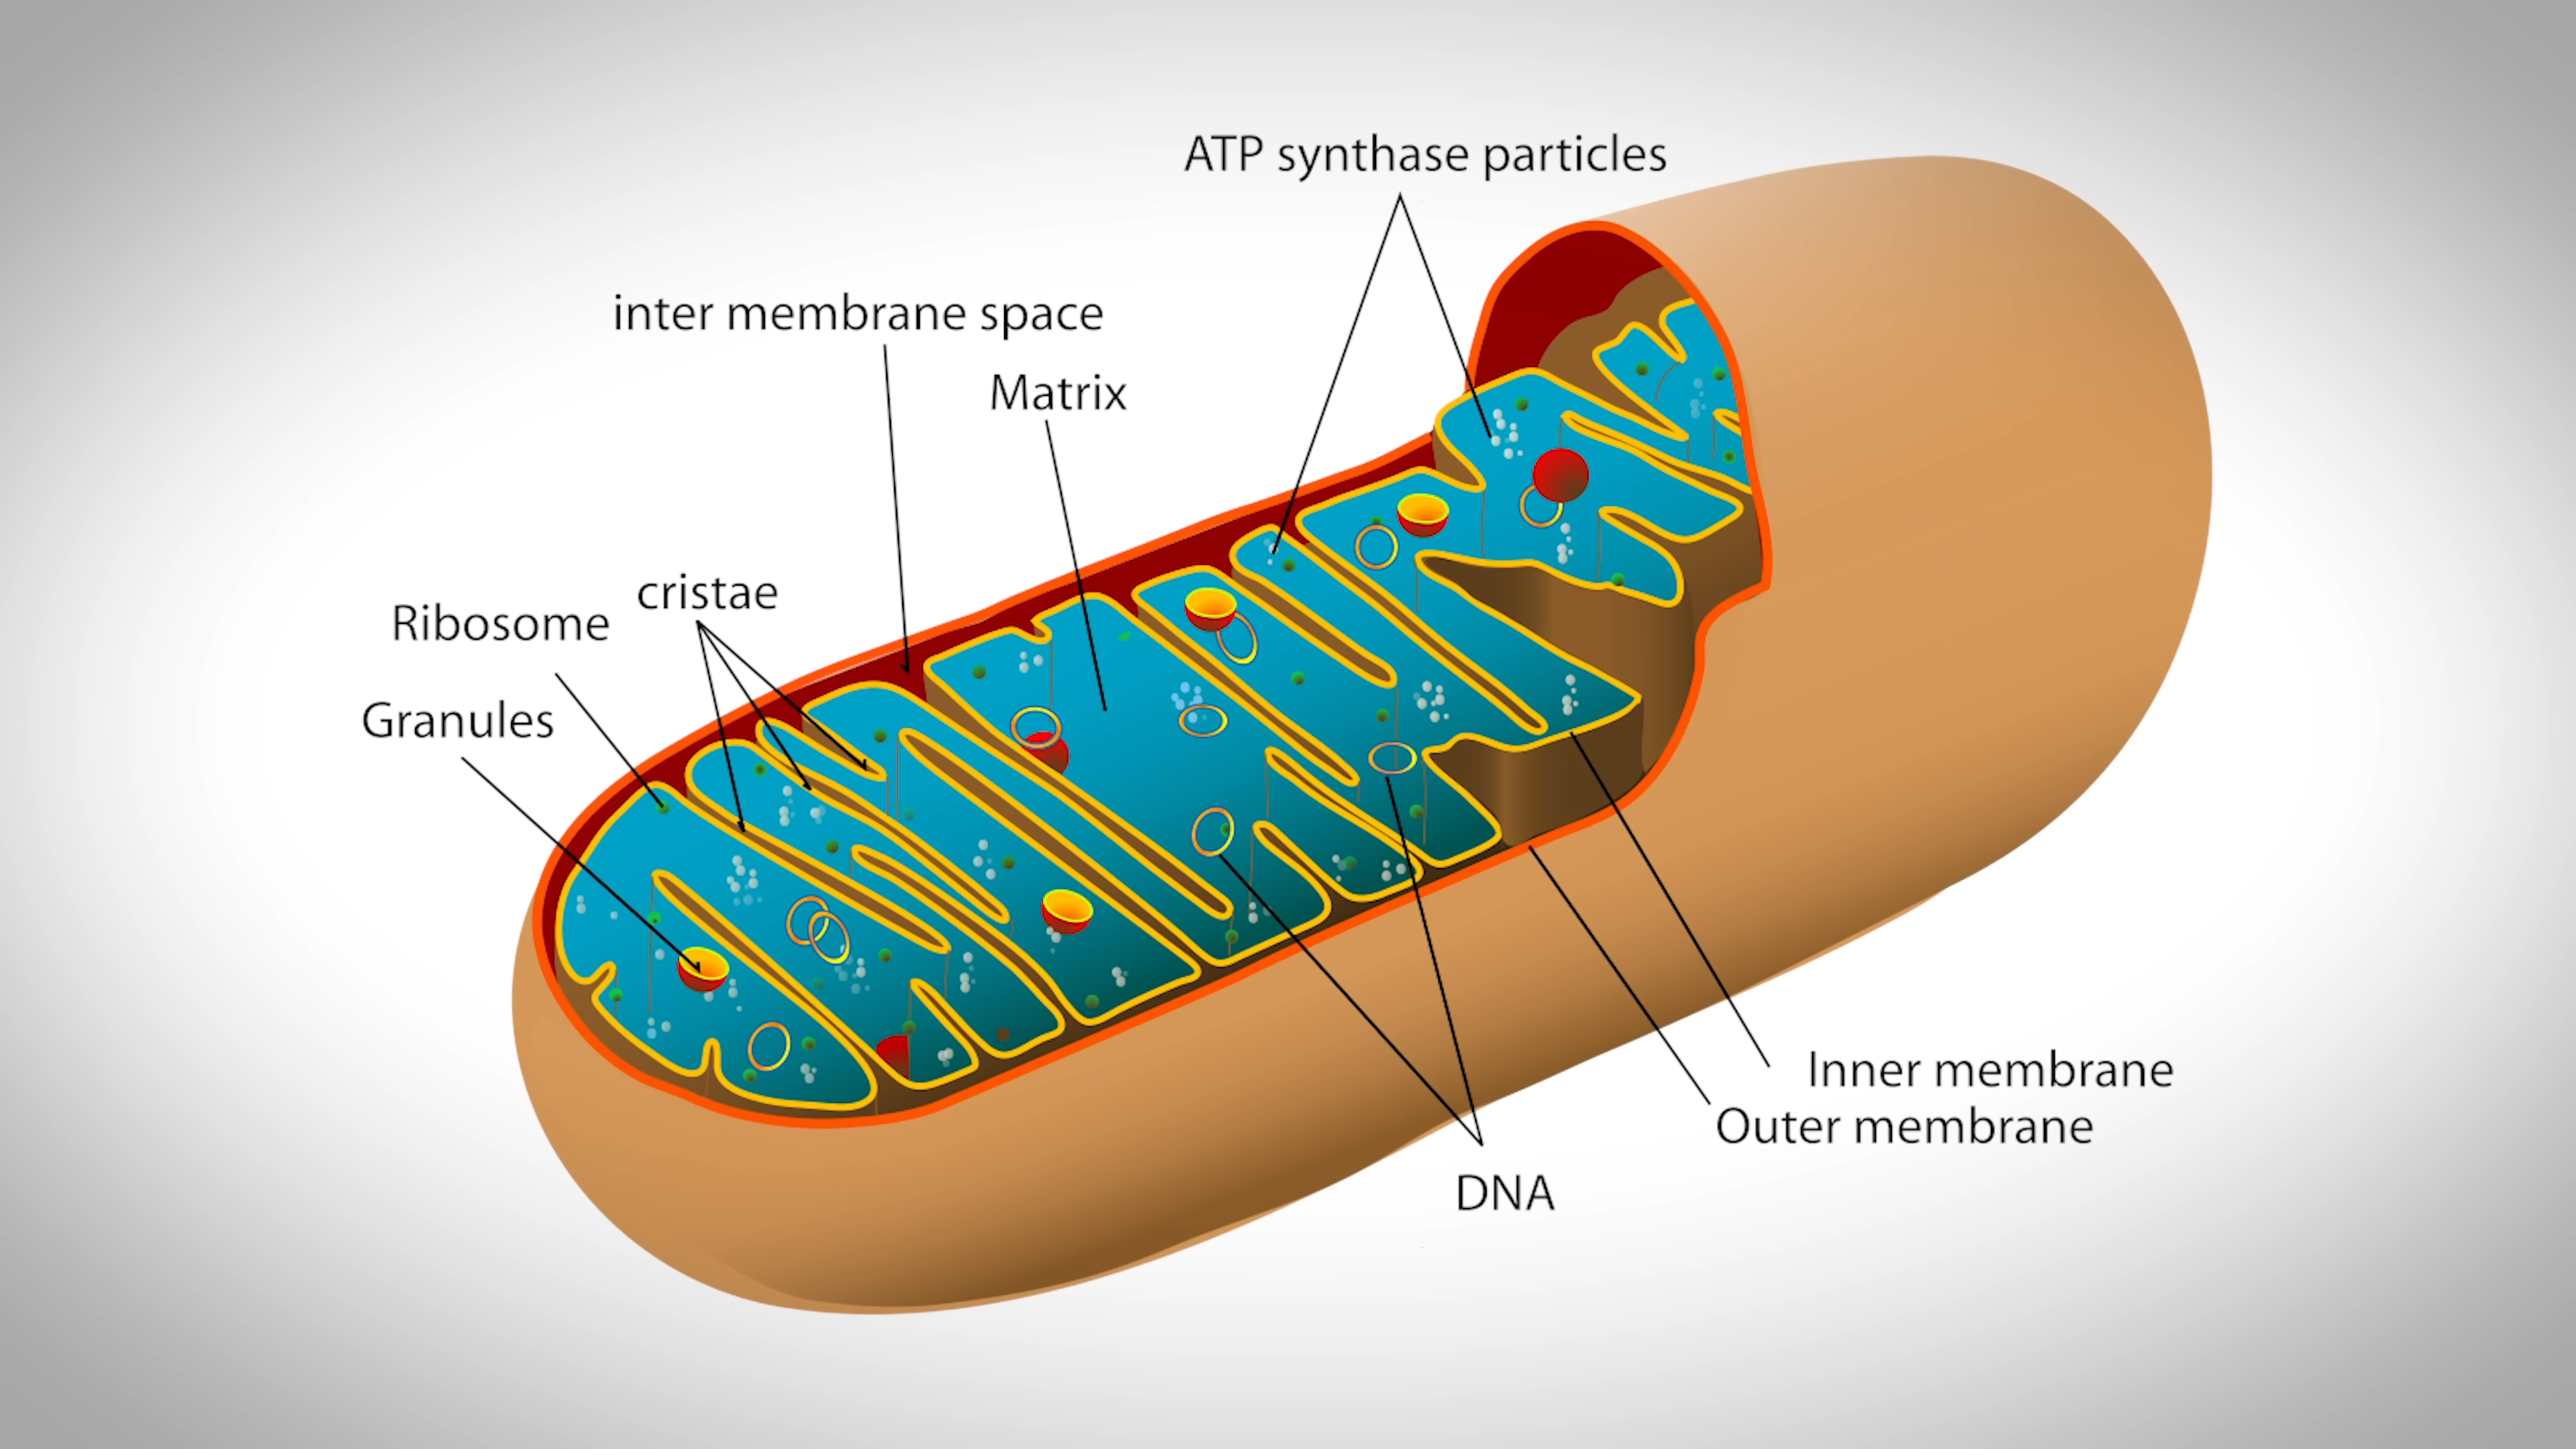 ATP synthase particles
inter membrane space
Matrix
cristae
Ribosome
Granules
Inner membrane
Outer membrane
DNA